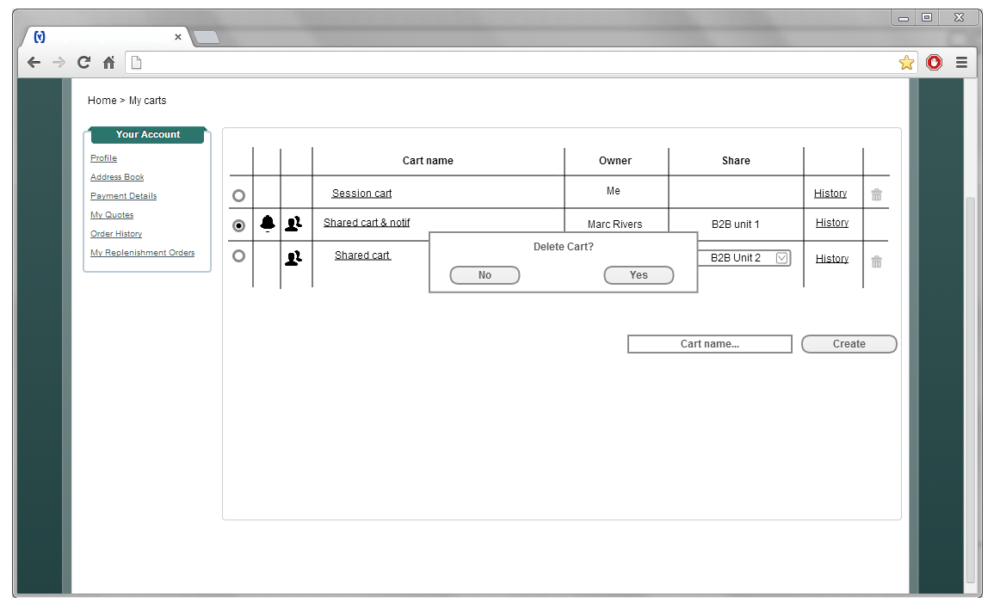 Home > My carts
Your Account
Profile
Address Book
Payment Details
My Quotes
Order History
My Replenishment Orders
Cart name Owner Share
Session cart Me History
Shared cart & notif Marc Rivers B2B unit 1 History
Shared cart B2B Unit 2 History
Delete Cart?
No Yes
Cart name... Create